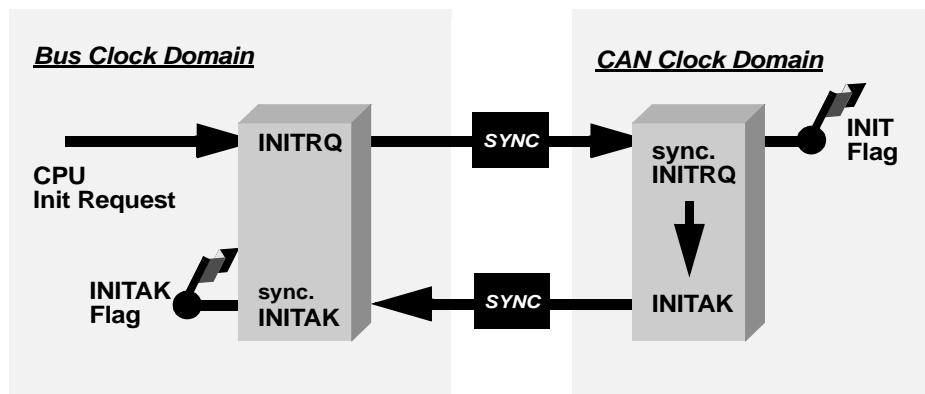 Bus Clock Domain
CAN Clock Domain
CPU
Init Request
INITRQ
SYNC
sync.
INITRQ
INIT
Flag
INITAK
Flag
sync.
INITAK
SYNC
INITAK